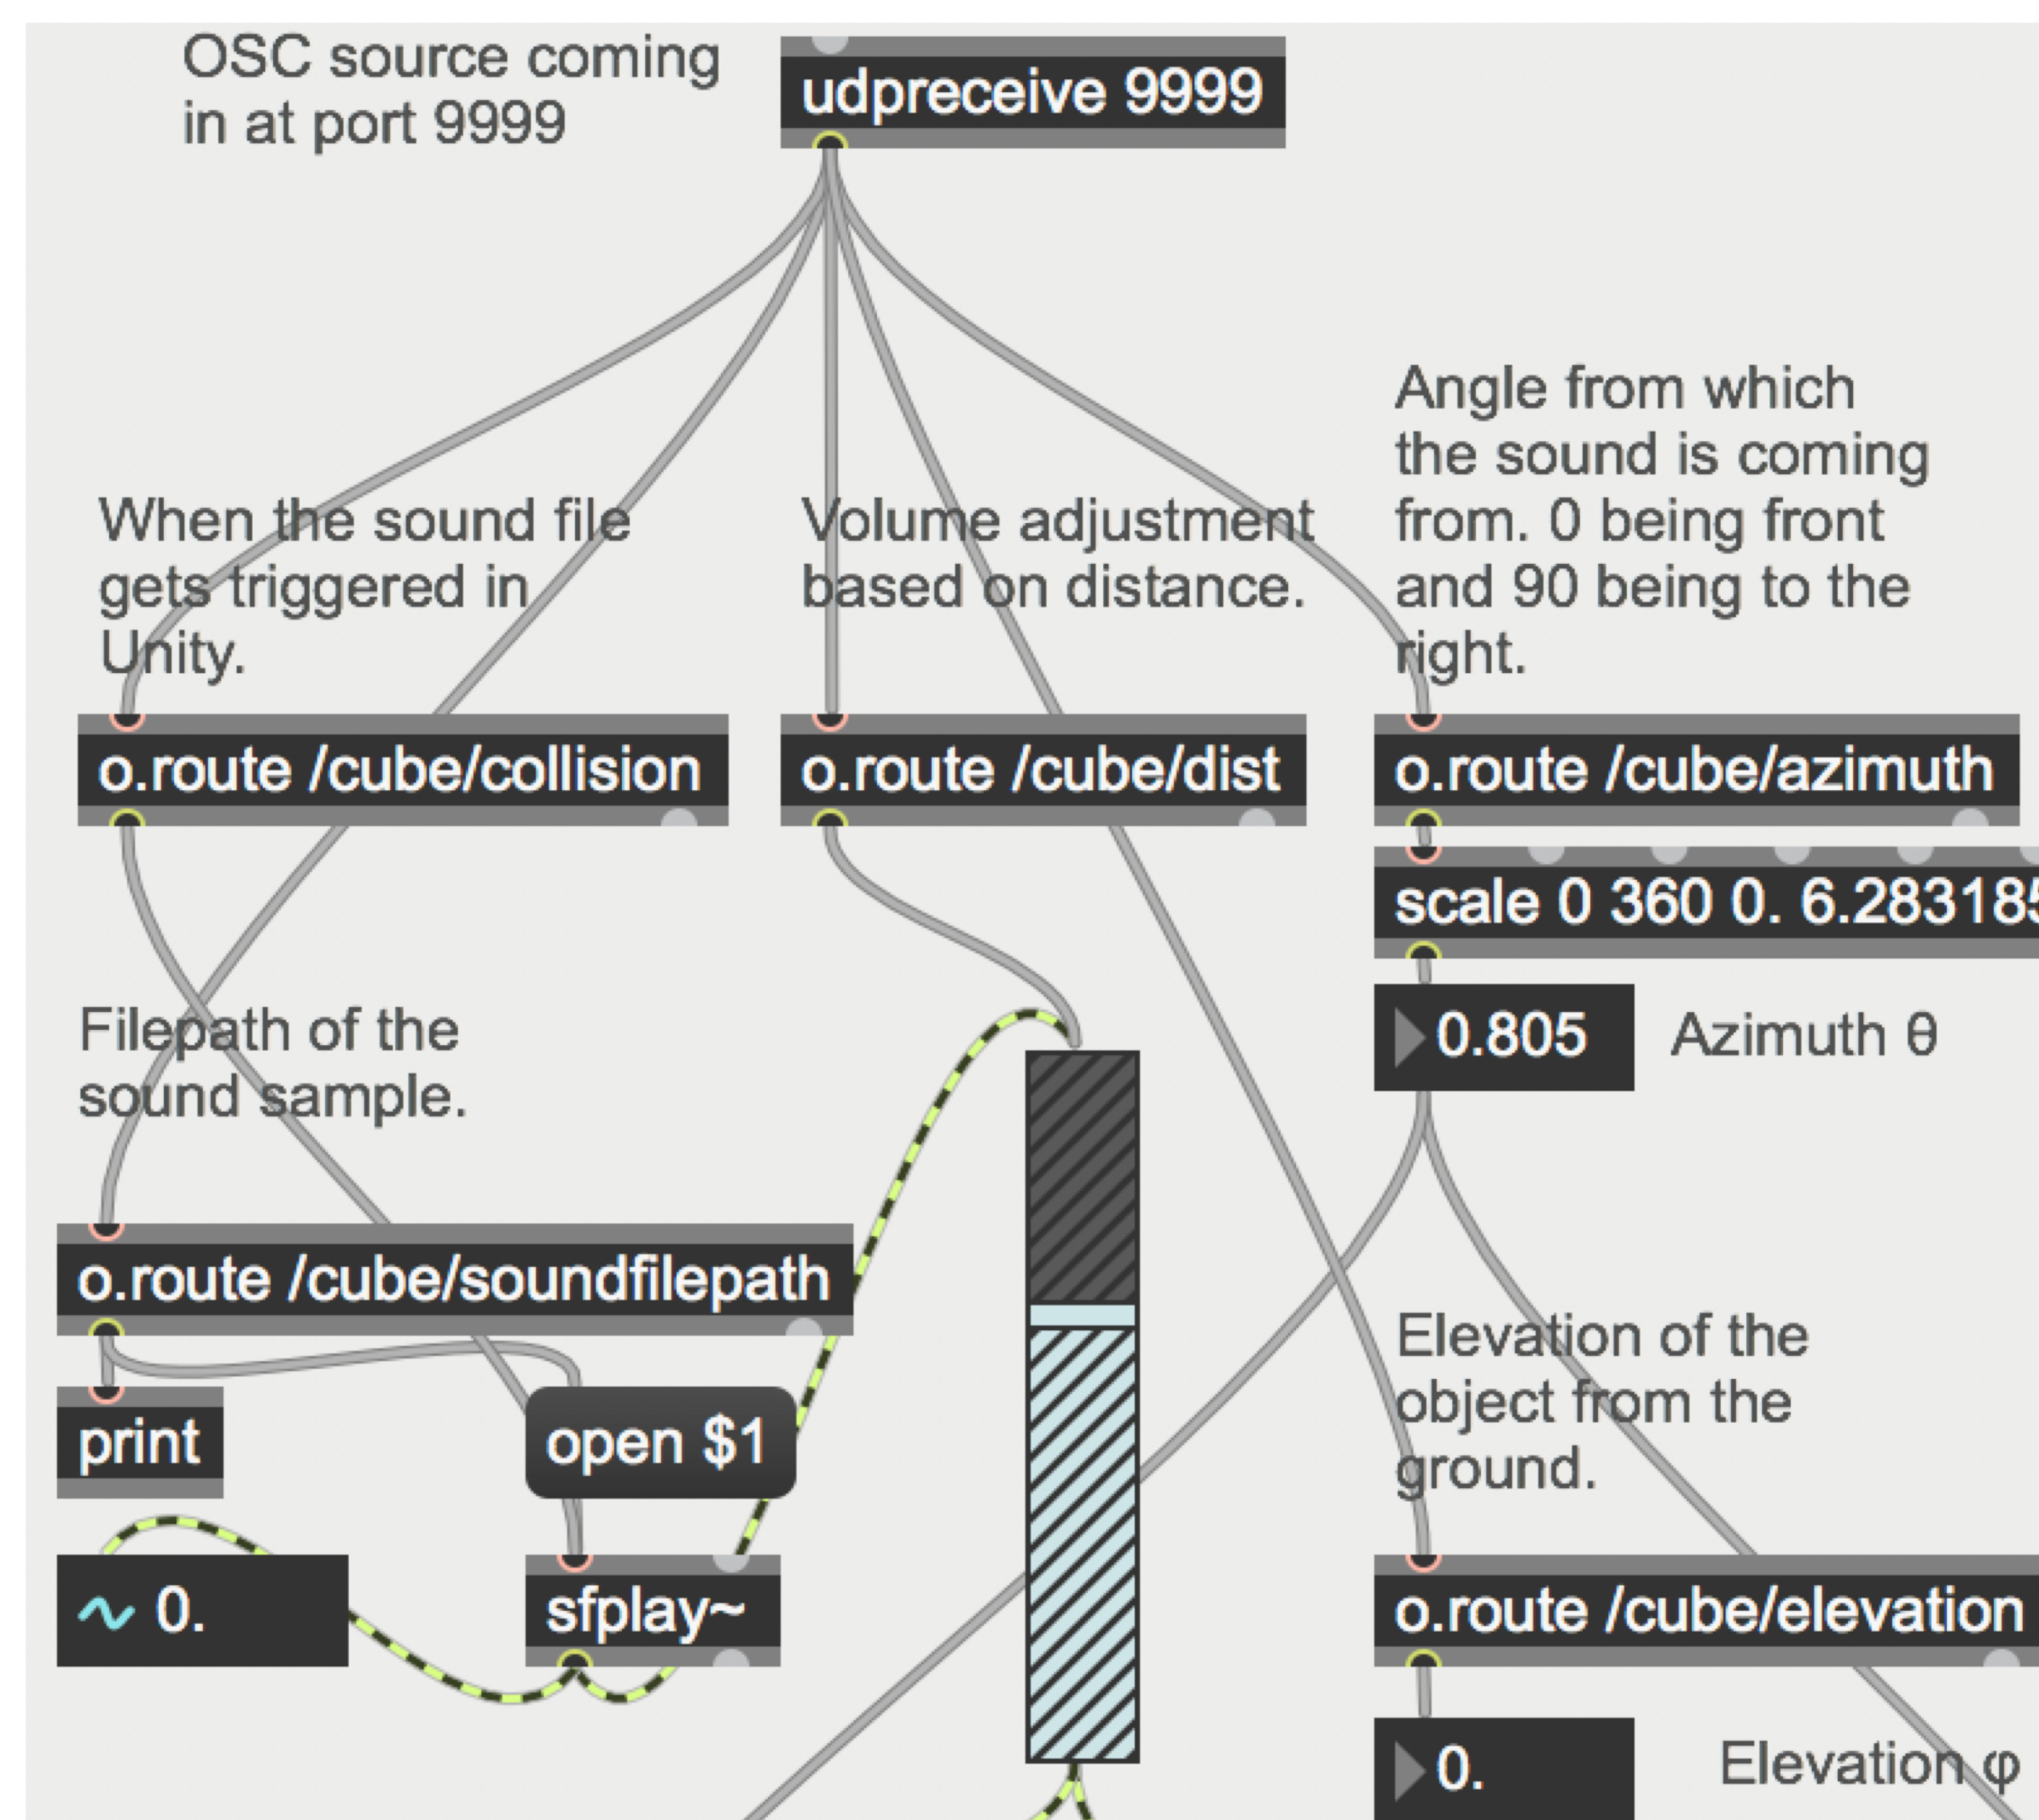 OSC source coming
in at port 9999
udpreceive 9999
When the sound file
gets triggered in
Unity.
Volume adjustment
based on distance.
Angle from which
the sound is coming
from. 0 being front
and 90 being to the
right.
o.route /cube/collision
o.route /cube/dist
o.route /cube/azimuth
scale 0 360 0. 6.283185
0.805
Azimuth θ
Filepath of the
sound sample.
o.route /cube/soundfilepath
print
open $1
Elevation of the
object from the
ground.
0.
sfplay~
o.route /cube/elevation
0.
Elevation φ